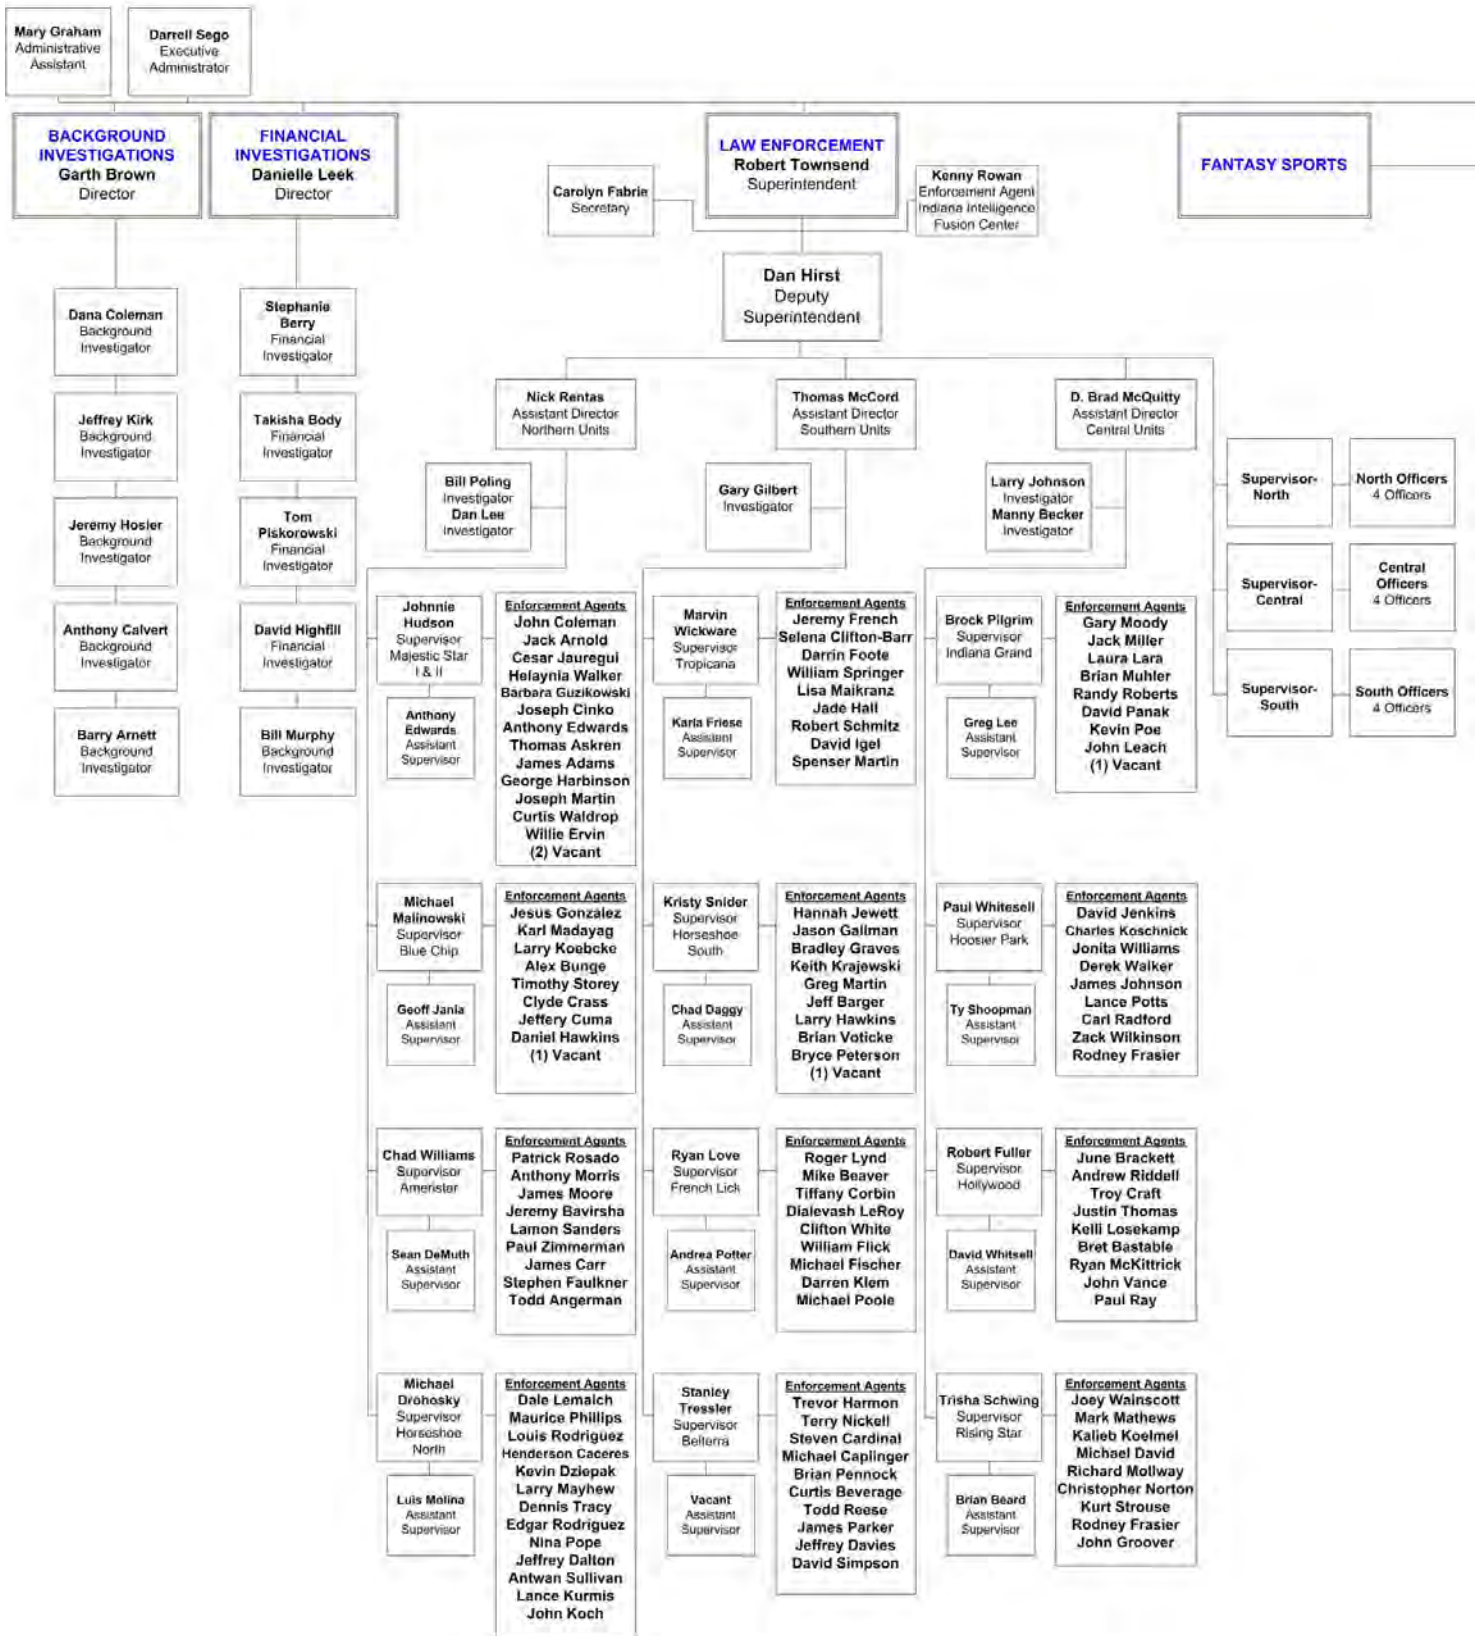 Mary Graham
Administrative
Assistant
Darrell Sego
Executive
Administrator
BACKGROUND
INVESTIGATIONS
Garth Brown
Director
FINANCIAL
INVESTIGATIONS
Danielle Leek
Director
LAW ENFORCEMENT
Robert Townsend
Superintendent
FANTASY SPORTS
Carolyn Fabrie
Secretary
Kenny Rowan
Enforcement Agent
Indiana Intelligence
Fusion Center
Dan Hirst
Deputy
Superintendent
Dana Coleman
Background
Investigator
Jeffrey Kirk
Background
Investigator
Jeremy Hosler
Background
Investigator
Anthony Calvert
Background
Investigator
Barry Arnett
Background
Investigator
Stephanie
Berry
Financial
Investigator
Takisha Body
Financial
Investigator
Tom
Piskorowski
Financial
Investigator
David Highfill
Financial
Investigator
Bill Murphy
Background
Investigator
Nick Rentas
Assistant Director
Northern Units
Bill Poling
Investigator
Dan Lee
Investigator
Johnnie
Hudson
Supervisor
Majestic Star
I & II
Anthony
Edwards
Assistant
Supervisor
Enforcement Agents
John Coleman
Jack Arnold
Cesar Jauregui
Helaynia Walker
Barbara Guzikowski
Joseph Cinko
Anthony Edwards
Thomas Askren
James Adams
George Harbinson
Joseph Martin
Curtis Waldrop
Willie Ervin
(2) Vacant
Michael
Malinowski
Supervisor
Blue Chip
Geoff Jania
Assistant
Supervisor
Enforcement Agents
Jesus Gonzalez
Karl Madayag
Larry Koebcke
Alex Bunge
Timothy Storey
Clyde Crass
Jeffery Cuma
Daniel Hawkins
(1) Vacant
Chad Williams
Supervisor
Ameristar
Sean DeMuth
Assistant
Supervisor
Enforcement Agents
Patrick Rosado
Anthony Morris
James Moore
Jeremy Bavirsha
Lamon Sanders
Paul Zimmerman
James Carr
Stephen Faulkner
Todd Angerman
Michael
Drohosky
Supervisor
Horseshoe
North
Luis Molina
Assistant
Supervisor
Enforcement Agents
Dale Lemaich
Maurice Phillips
Louis Rodriguez
Henderson Caceres
Kevin Dziepak
Larry Mayhew
Dennis Tracy
Edgar Rodriguez
Nina Pope
Jeffrey Dalton
Antwan Sullivan
Lance Kurmis
John Koch
Thomas McCord
Assistant Director
Southern Units
Gary Gilbert
Investigator
Marvin
Wickware
Supervisor
Tropicana
Karla Friese
Assistant
Supervisor
Enforcement Agents
Jeremy French
Selena Clifton-Barr
Darrin Foote
William Springer
Lisa Maikranz
Jade Hall
Robert Schmitz
David Igel
Spenser Martin
Kristy Snider
Supervisor
Horseshoe
South
Chad Daggy
Assistant
Supervisor
Enforcement Agents
Hannah Jewett
Jason Gallman
Bradley Graves
Keith Krajewski
Greg Martin
Jeff Barger
Larry Hawkins
Brian Voticke
Bryce Peterson
(1) Vacant
Ryan Love
Supervisor
French Lick
Andrea Potter
Assistant
Supervisor
Enforcement Agents
Roger Lynd
Mike Beaver
Tiffany Corbin
Dialevash LeRoy
Clifton White
William Flick
Michael Fischer
Darren Klem
Michael Poole
Stanley
Tressler
Supervisor
Belterra
Vacant
Assistant
Supervisor
Enforcement Agents
Trevor Harmon
Terry Nickell
Steven Cardinal
Michael Caplinger
Brian Pennock
Curtis Beverage
Todd Reese
James Parker
Jeffrey Davies
David Simpson
D. Brad McQuitty
Assistant Director
Central Units
Larry Johnson
Investigator
Manny Becker
Investigator
Brock Pilgrim
Supervisor
Indiana Grand
Greg Lee
Assistant
Supervisor
Enforcement Agents
Gary Moody
Jack Miller
Laura Lara
Brian Muhler
Randy Roberts
David Panak
Kevin Poe
John Leach
(1) Vacant
Paul Whitesell
Supervisor
Hoosier Park
Ty Shoopman
Assistant
Supervisor
Enforcement Agents
David Jenkins
Charles Koschnick
Jonita Williams
Derek Walker
James Johnson
Lance Potts
Carl Radford
Zack Wilkinson
Rodney Frasier
Robert Fuller
Supervisor
Hollywood
David Whitsell
Assistant
Supervisor
Enforcement Agents
June Brackett
Andrew Riddell
Troy Craft
Justin Thomas
Kelli Losekamp
Bret Bastable
Ryan McKittrick
John Vance
Paul Ray
Trisha Schwing
Supervisor
Rising Star
Brian Beard
Assistant
Supervisor
Enforcement Agents
Joey Wainscott
Mark Mathews
Kalieb Koelmel
Michael David
Richard Mollway
Christopher Norton
Kurt Strouse
Rodney Frasier
John Groover
Supervisor-
North
North Officers
4 Officers
Supervisor-
Central
Central
Officers
4 Officers
Supervisor-
South
South Officers
4 Officers